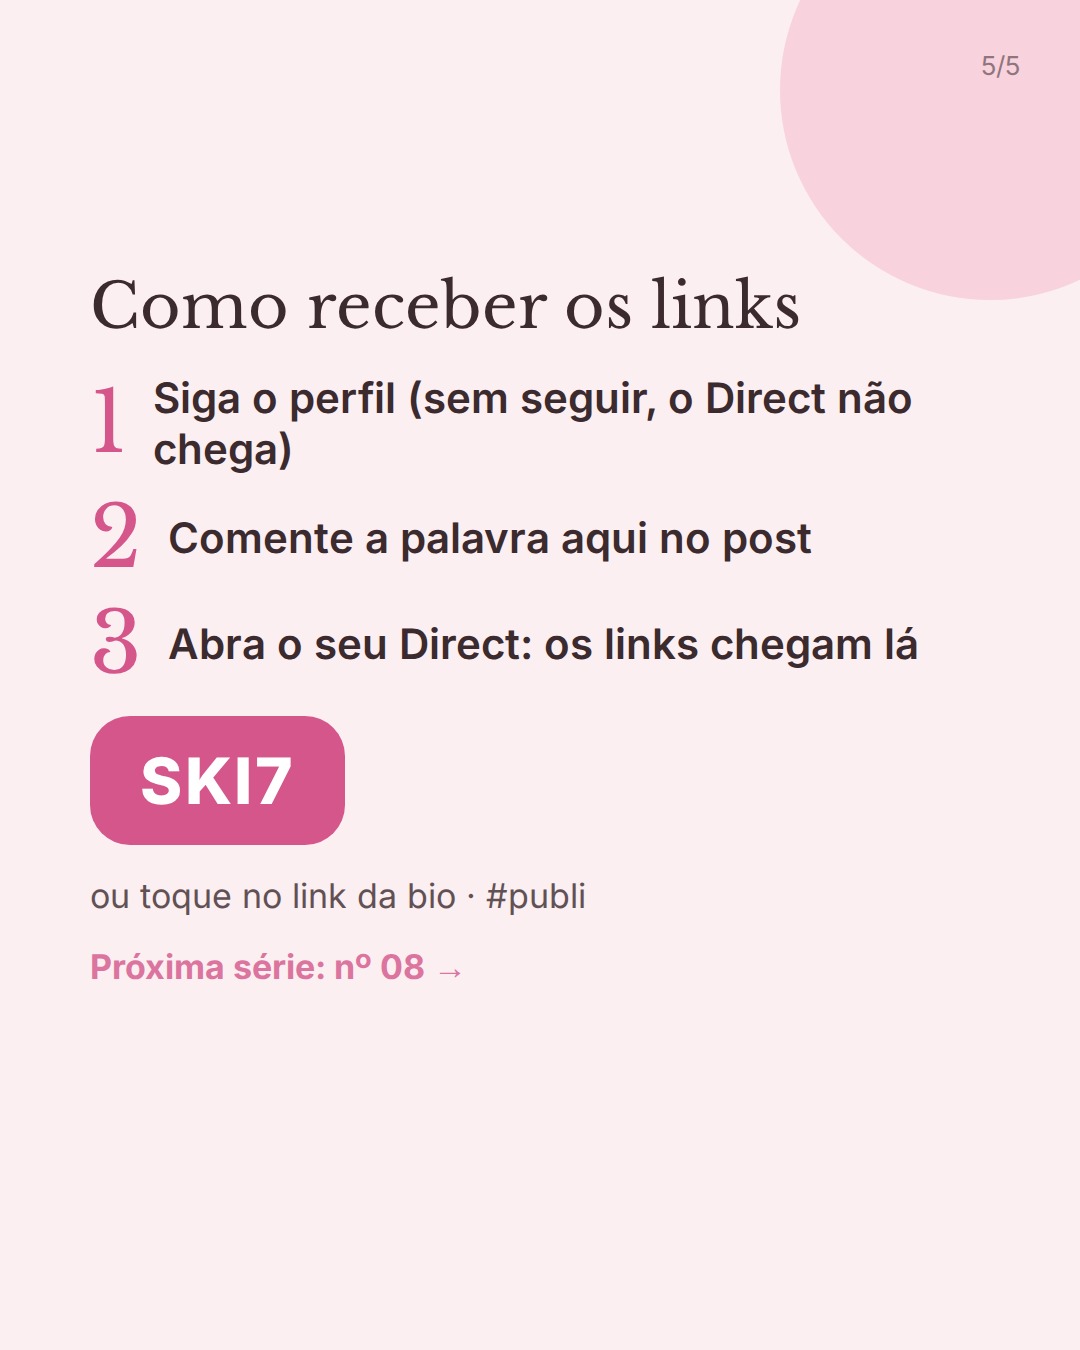 5/5
Como receber os links
1 Siga o perfil (sem seguir, o Direct não
chega)
2 Comente a palavra aqui no post
3 Abra o seu Direct: os links chegam lá
SKI7
ou toque no link da bio · #publi
Próxima série: nº 08 →